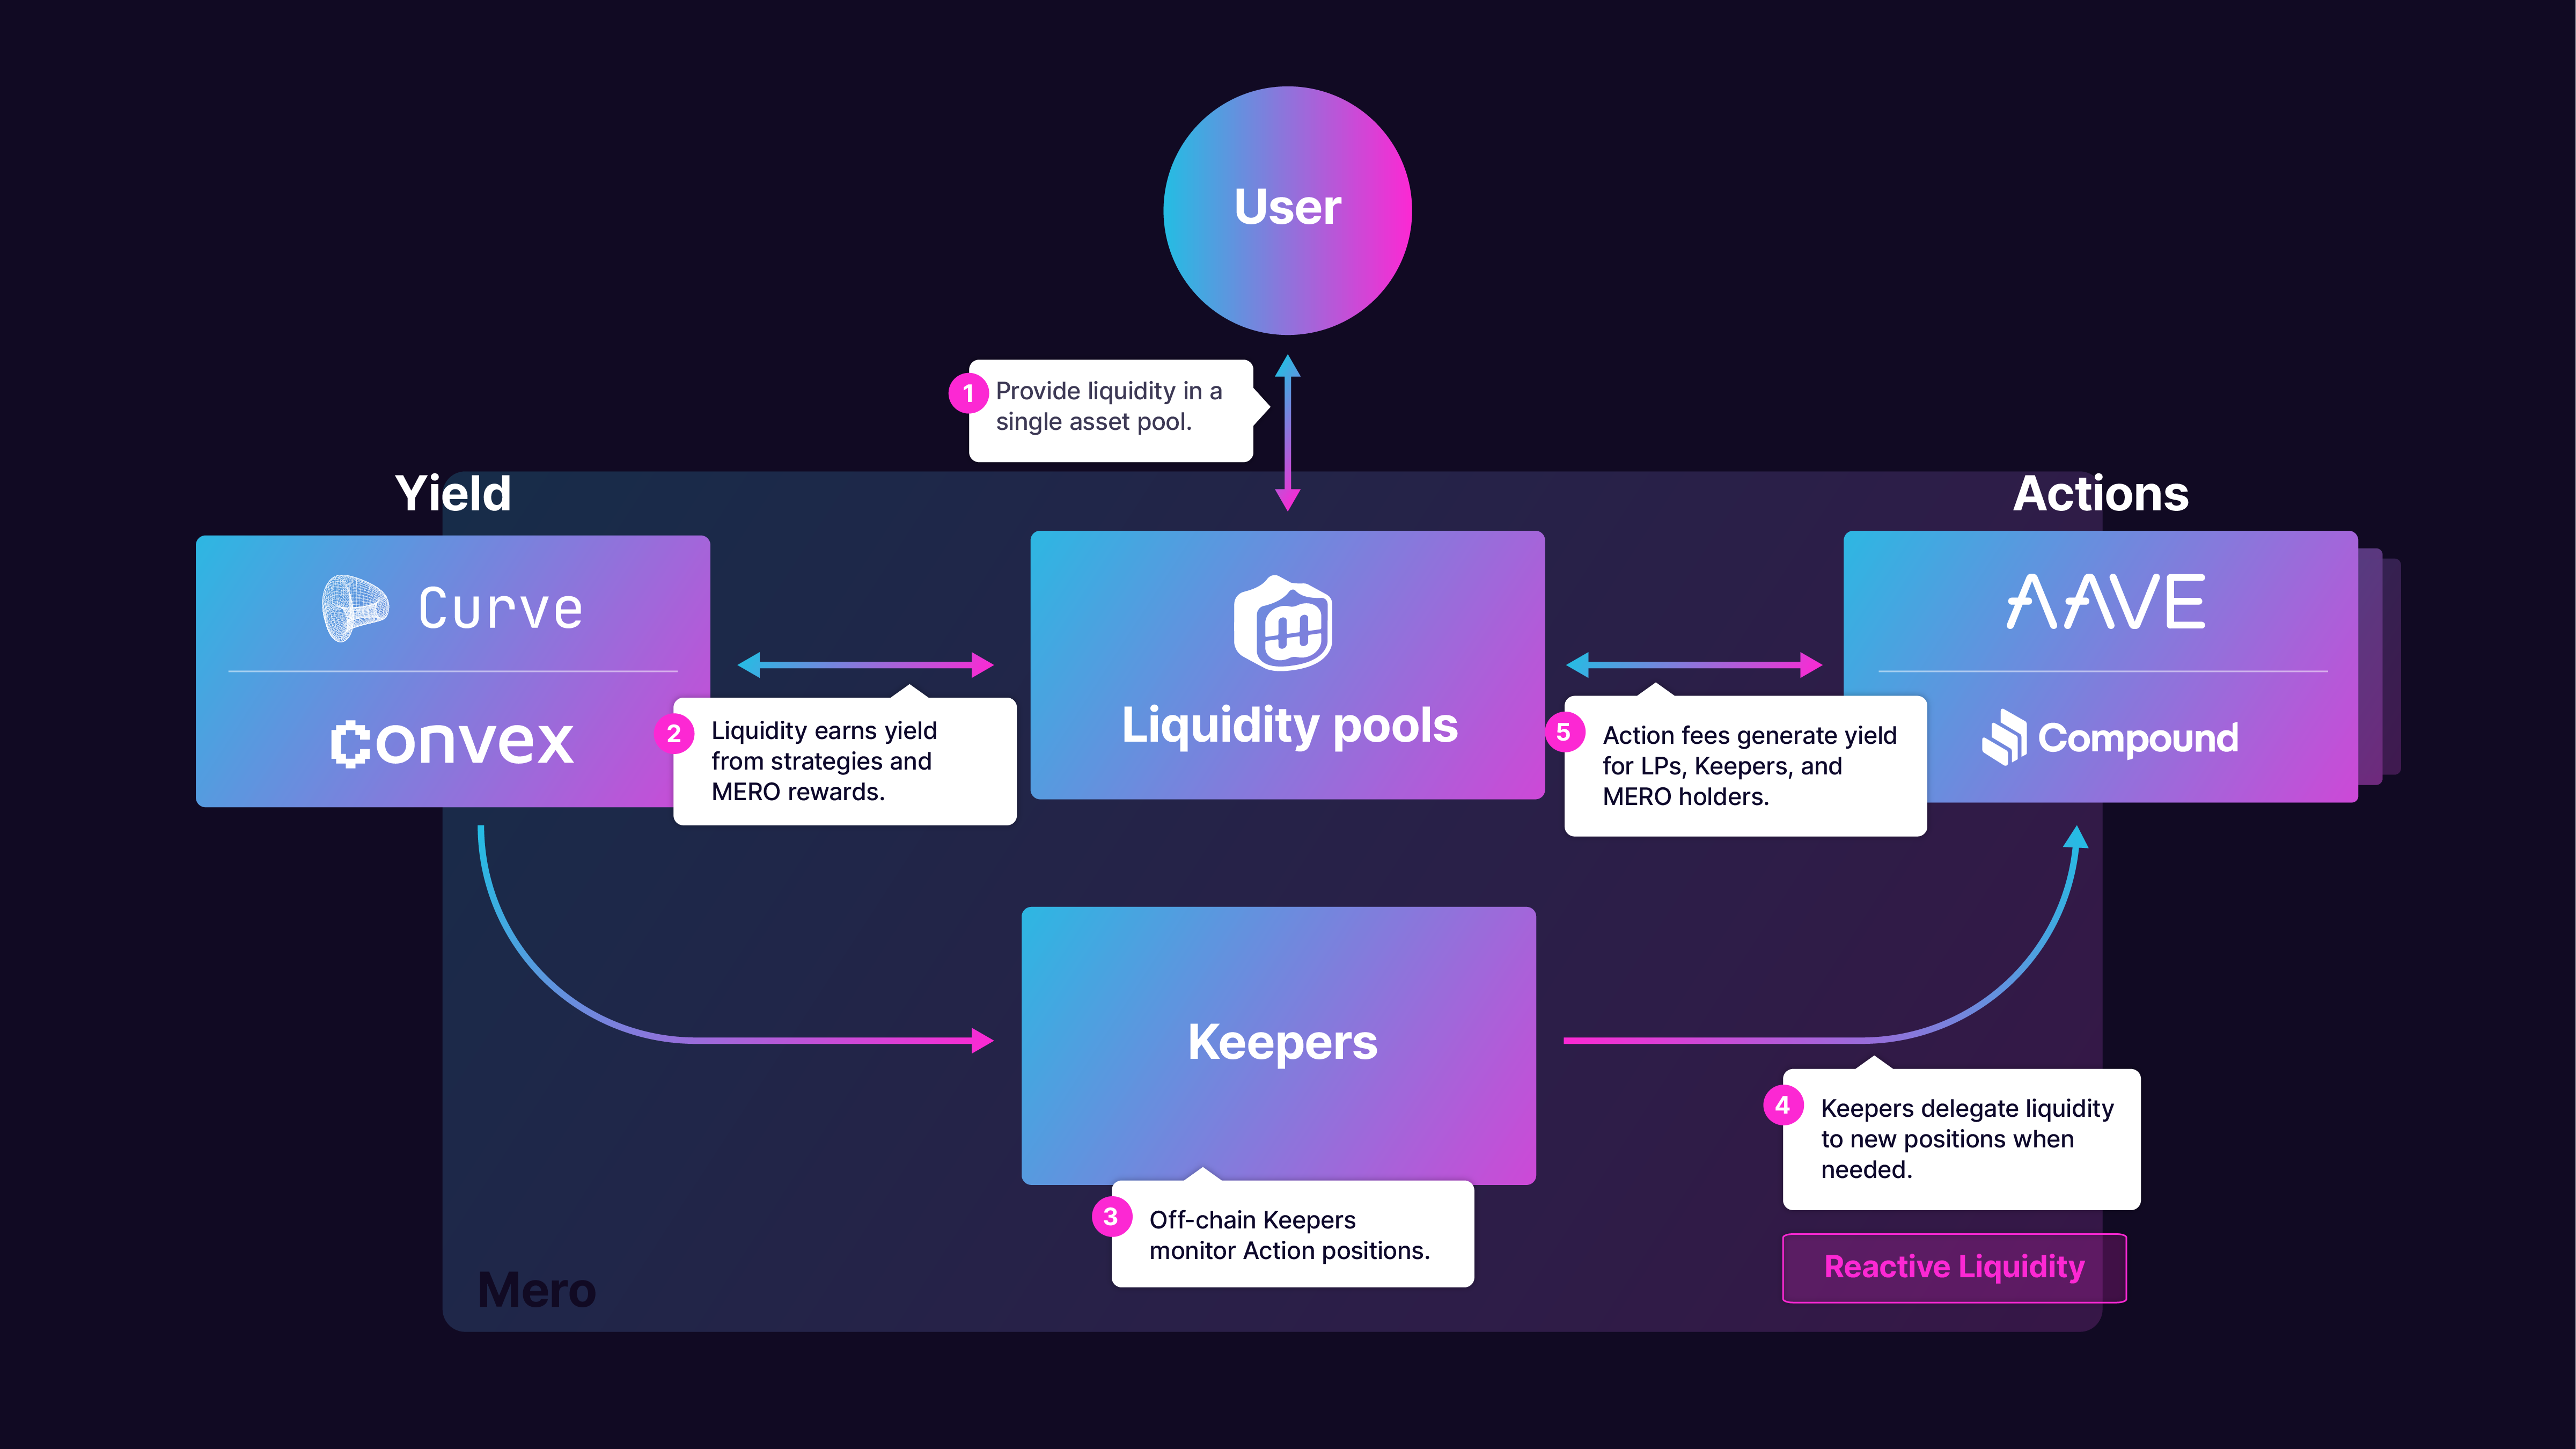 User
1
Provide liquidity in a
single asset pool.
Yield
Actions
Curve
Convex
Liquidity pools
AAVE
Compound
2
Liquidity earns yield
from strategies and
MERO rewards.
5
Action fees generate yield
for LPs, Keepers, and
MERO holders.
Keepers
3
Off-chain Keepers
monitor Action positions.
4
Keepers delegate liquidity
to new positions when
needed.
Reactive Liquidity
Mero